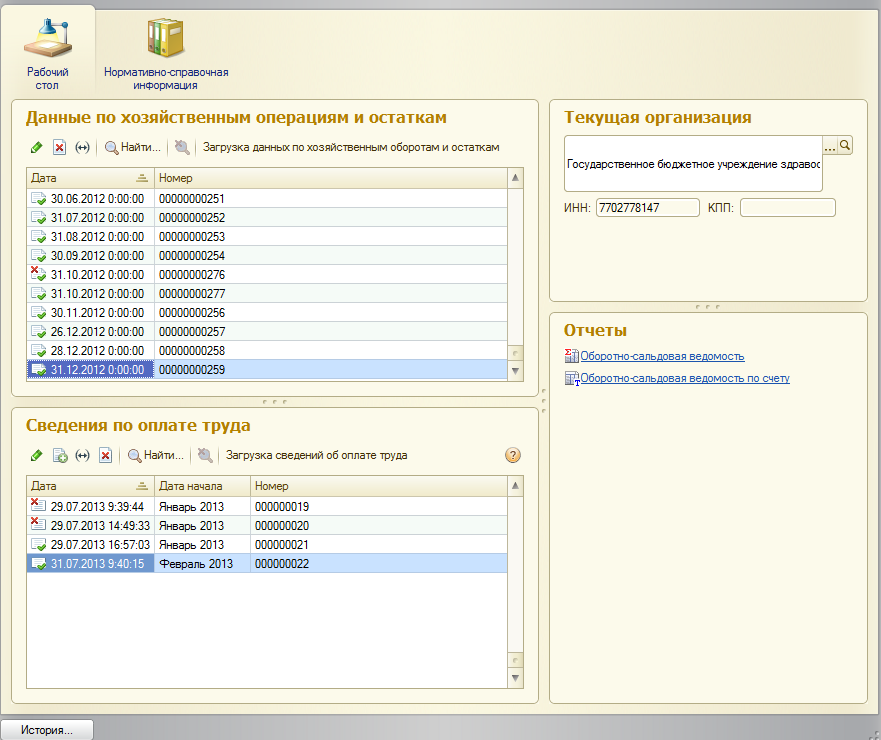 Рабочий
стол
Нормативно-справочная
информация
Данные по хозяйственным операциям и остаткам
Найти... Загрузка данных по хозяйственным оборотам и остаткам
Дата Номер
30.06.2012 0:00:00 00000000251
31.07.2012 0:00:00 00000000252
31.08.2012 0:00:00 00000000253
30.09.2012 0:00:00 00000000254
31.10.2012 0:00:00 00000000276
31.10.2012 0:00:00 00000000277
30.11.2012 0:00:00 00000000256
26.12.2012 0:00:00 00000000257
28.12.2012 0:00:00 00000000258
31.12.2012 0:00:00 00000000259
Сведения по оплате труда
Найти... Загрузка сведений об оплате труда ?
Дата Дата начала Номер
29.07.2013 9:39:44 Январь 2013 000000019
29.07.2013 14:49:33 Январь 2013 000000020
29.07.2013 16:57:03 Январь 2013 000000021
31.07.2013 9:40:15 Февраль 2013 000000022
Текущая организация
Государственное бюджетное учреждение здравос
...
ИНН: 7702778147 КПП:
Отчеты
Оборотно-сальдовая ведомость
Оборотно-сальдовая ведомость по счету
История...